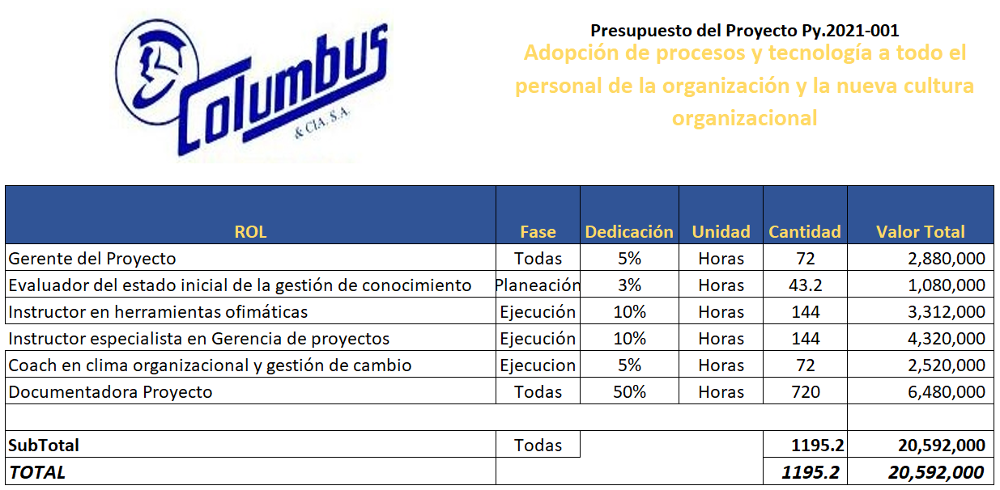 Columbus
& CIA. S.A.
Presupuesto del Proyecto Py.2021-001
Adopción de procesos y tecnología a todo el
personal de la organización y la nueva cultura
organizacional
ROL Fase Dedicación Unidad Cantidad Valor Total
Gerente del Proyecto Todas 5% Horas 72 2,880,000
Evaluador del estado inicial de la gestión de conocimiento Planeación 3% Horas 43.2 1,080,000
Instructor en herramientas ofimáticas Ejecución 10% Horas 144 3,312,000
Instructor especialista en Gerencia de proyectos Ejecución 10% Horas 144 4,320,000
Coach en clima organizacional y gestión de cambio Ejecucion 5% Horas 72 2,520,000
Documentadora Proyecto Todas 50% Horas 720 6,480,000
SubTotal Todas 1195.2 20,592,000
TOTAL 1195.2 20,592,000